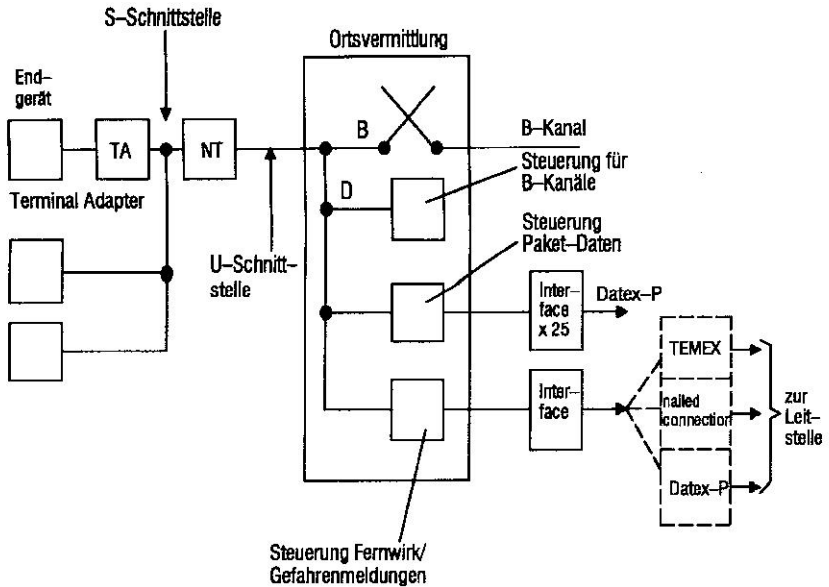 S–Schnittstelle
Ortsvermittlung
End–
gerät
TA
NT
B
B–Kanal
Terminal Adapter
D
Steuerung für
B–Kanäle
U–Schnitt–
stelle
Steuerung
Paket–Daten
Inter–
face
x 25
Datex–P
Inter–
face
TEMEX
nailed
connection
Datex–P
zur
Leit–
stelle
Steuerung Fernwirk/
Gefahrenmeldungen